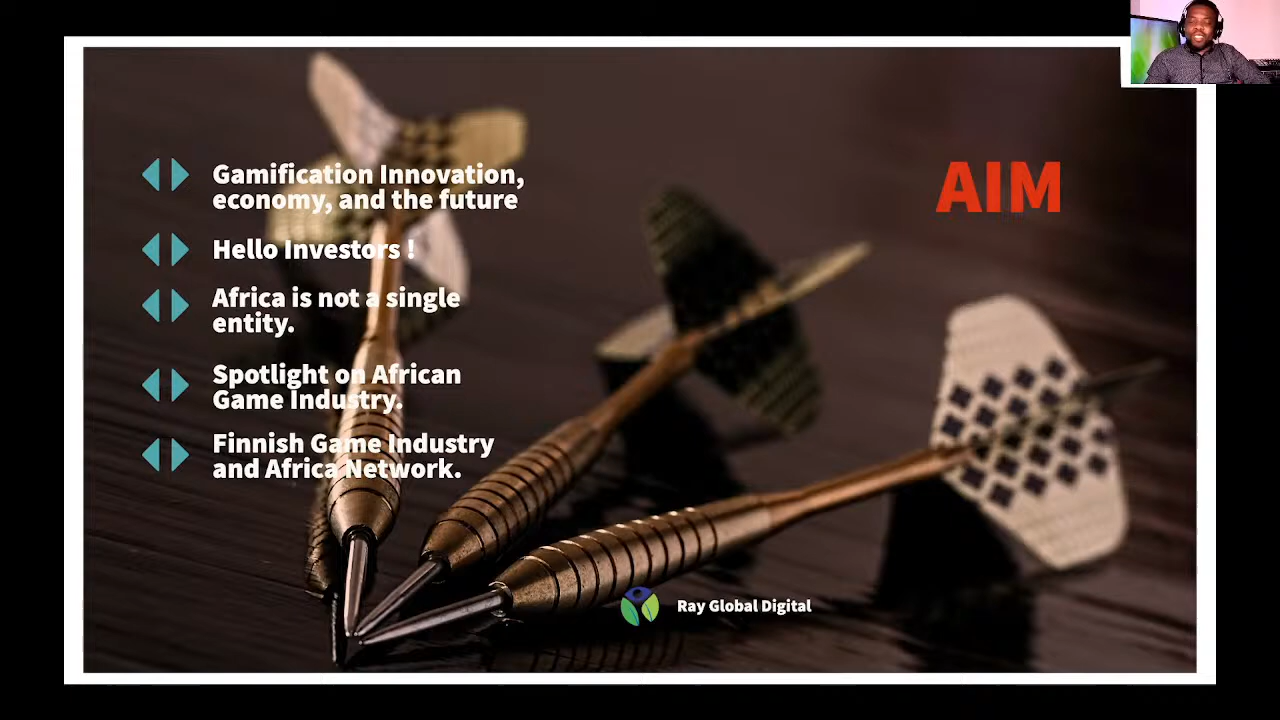 AIM
Gamification Innovation,
economy, and the future
Hello Investors !
Africa is not a single
entity.
Spotlight on African
Game Industry.
Finnish Game Industry
and Africa Network.
Ray Global Digital